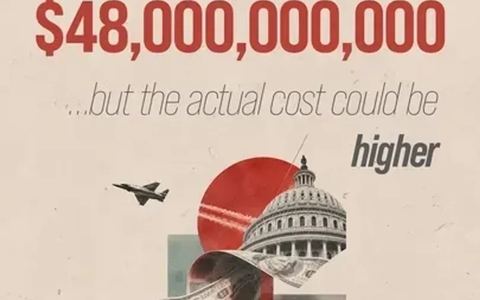 $48,000,000,000
...but the actual cost could be
higher